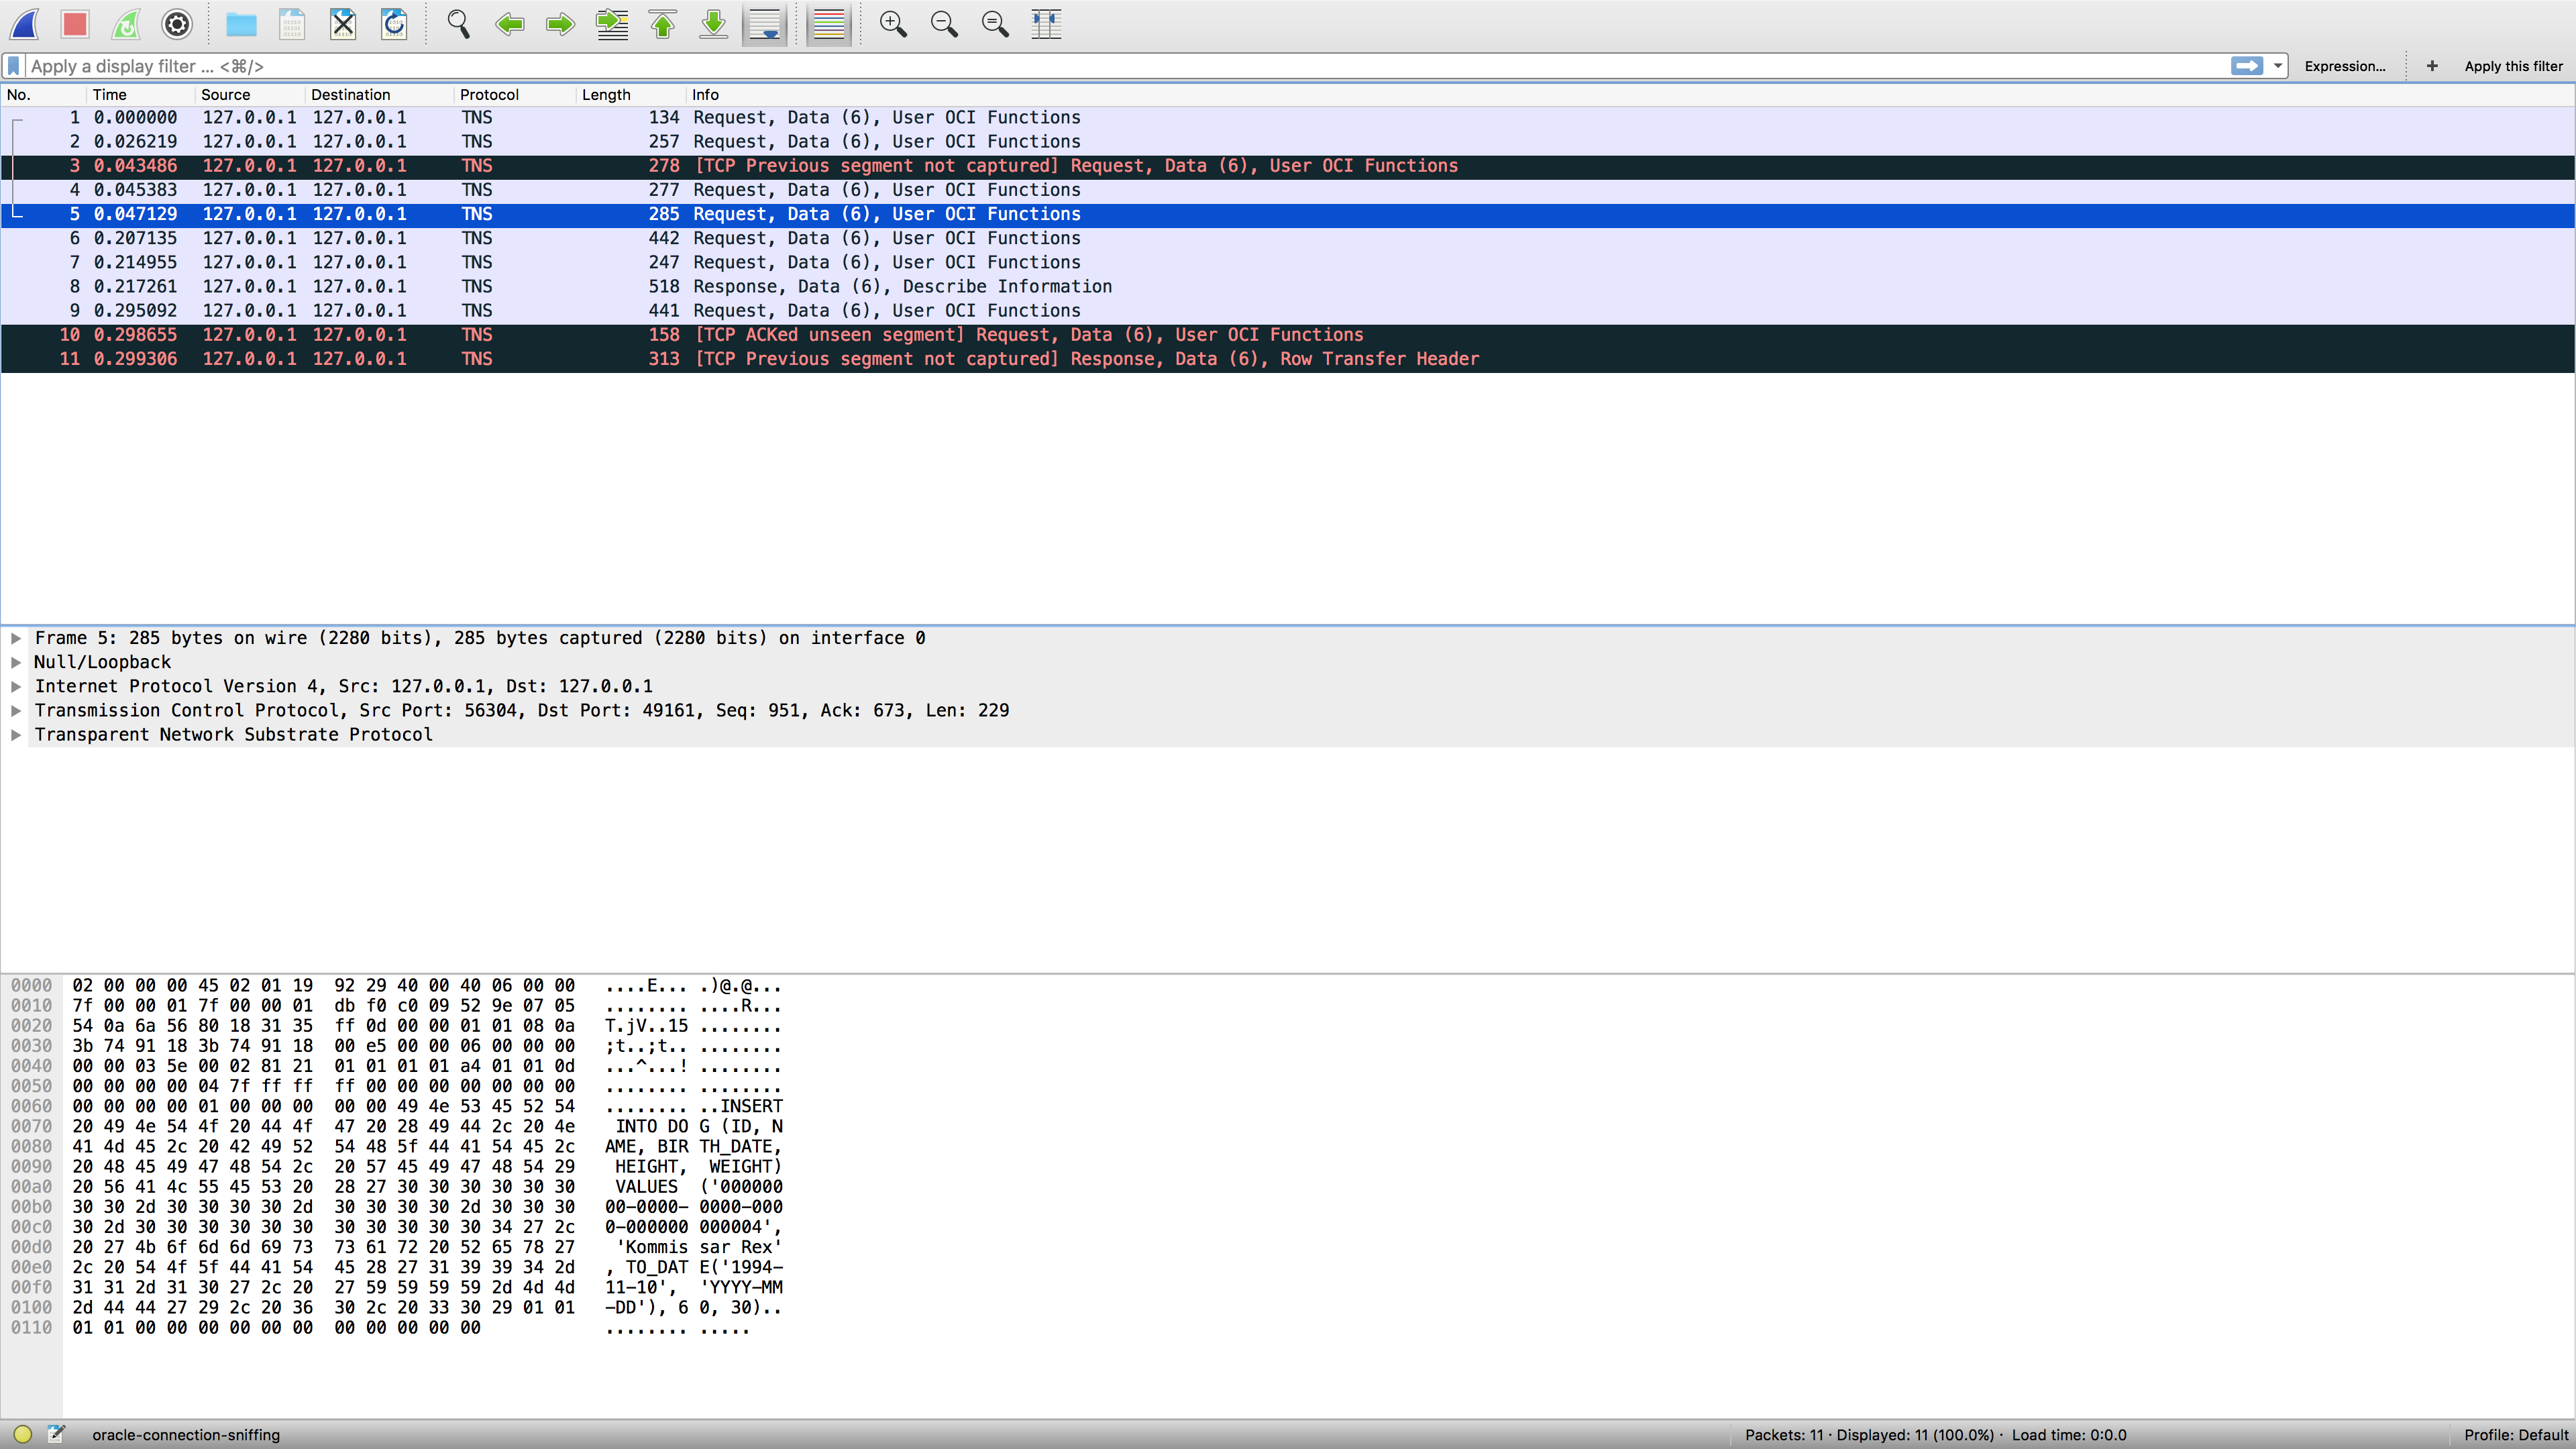 Apply a display filter ... <⌘/>
Expression...
+
Apply this filter
No. Time Source Destination Protocol Length Info
1 0.000000 127.0.0.1 127.0.0.1 TNS 134 Request, Data (6), User OCI Functions
2 0.026219 127.0.0.1 127.0.0.1 TNS 257 Request, Data (6), User OCI Functions
3 0.043486 127.0.0.1 127.0.0.1 TNS 278 [TCP Previous segment not captured] Request, Data (6), User OCI Functions
4 0.045383 127.0.0.1 127.0.0.1 TNS 277 Request, Data (6), User OCI Functions
5 0.047129 127.0.0.1 127.0.0.1 TNS 285 Request, Data (6), User OCI Functions
6 0.207135 127.0.0.1 127.0.0.1 TNS 442 Request, Data (6), User OCI Functions
7 0.214955 127.0.0.1 127.0.0.1 TNS 247 Request, Data (6), User OCI Functions
8 0.217261 127.0.0.1 127.0.0.1 TNS 518 Response, Data (6), Describe Information
9 0.295092 127.0.0.1 127.0.0.1 TNS 441 Request, Data (6), User OCI Functions
10 0.298655 127.0.0.1 127.0.0.1 TNS 158 [TCP ACKed unseen segment] Request, Data (6), User OCI Functions
11 0.299306 127.0.0.1 127.0.0.1 TNS 313 [TCP Previous segment not captured] Response, Data (6), Row Transfer Header
Frame 5: 285 bytes on wire (2280 bits), 285 bytes captured (2280 bits) on interface 0
Null/Loopback
Internet Protocol Version 4, Src: 127.0.0.1, Dst: 127.0.0.1
Transmission Control Protocol, Src Port: 56304, Dst Port: 49161, Seq: 951, Ack: 673, Len: 229
Transparent Network Substrate Protocol
0000 02 00 00 00 45 02 01 19 92 29 40 00 40 06 00 00 ....E... .)@.@...
0010 7f 00 00 01 7f 00 00 01 db f0 c0 09 52 9e 07 05 ........ ....R...
0020 54 0a 6a 56 80 18 31 35 ff 0d 00 00 01 01 08 0a T.jV..15 ........
0030 3b 74 91 18 3b 74 91 18 00 e5 00 00 06 00 00 00 ;t..;t.. ........
0040 00 00 03 5e 00 02 81 21 01 01 01 01 a4 01 01 0d ...^...! ........
0050 00 00 00 00 04 7f ff ff ff 00 00 00 00 00 00 00 ........ ........
0060 00 00 00 00 01 00 00 00 00 00 49 4e 53 45 52 54 ........ ..INSERT
0070 20 49 4e 54 4f 20 44 4f 47 20 28 49 44 2c 20 4e INTO DO G (ID, N
0080 41 4d 45 2c 20 42 49 52 54 48 5f 44 41 54 45 2c AME, BIR TH_DATE,
0090 20 48 45 49 47 48 54 2c 20 57 45 49 47 48 54 29 HEIGHT, WEIGHT)
00a0 20 56 41 4c 55 45 53 20 28 27 30 30 30 30 30 30 VALUES ('000000
00b0 30 30 2d 30 30 30 30 2d 30 30 30 30 2d 30 30 30 00-0000- 0000-000
00c0 30 2d 30 30 30 30 30 30 30 30 30 30 30 34 27 2c 0-000000 000004',
00d0 20 27 4b 6f 6d 6d 69 73 73 61 72 20 52 65 78 27 'Kommis sar Rex'
00e0 2c 20 54 4f 5f 44 41 54 45 28 27 31 39 39 34 2d , TO_DAT E('1994-
00f0 31 31 2d 31 30 27 2c 20 27 59 59 59 59 2d 4d 4d 11-10', 'YYYY-MM
0100 2d 44 44 27 29 2c 20 36 30 2c 20 33 30 29 01 01 -DD'), 6 0, 30)..
0110 01 01 00 00 00 00 00 00 00 00 00 00 00 ........ .....
oracle-connection-sniffing
Packets: 11 · Displayed: 11 (100.0%) · Load time: 0:0.0
Profile: Default